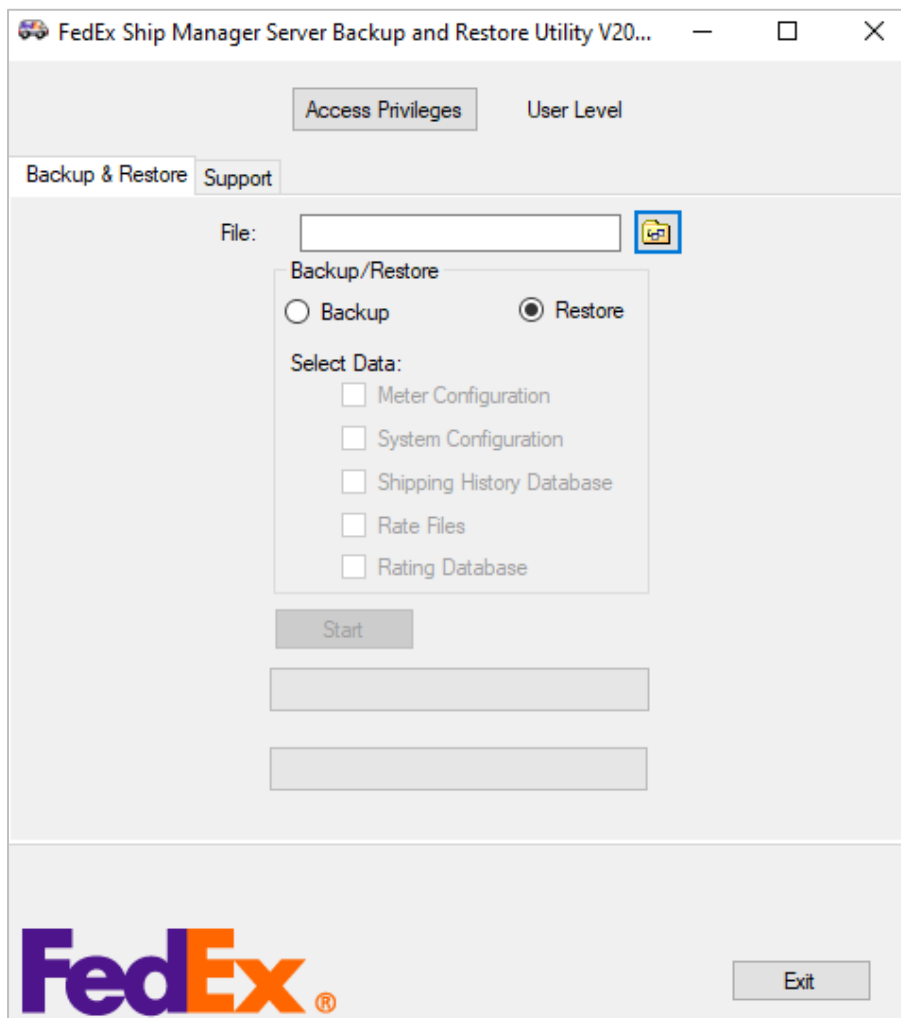 FedEx Ship Manager Server Backup and Restore Utility V20...
Access Privileges User Level
Backup & Restore Support
File:
Backup/Restore
Backup Restore
Select Data:
Meter Configuration
System Configuration
Shipping History Database
Rate Files
Rating Database
Start
FedEx®
Exit